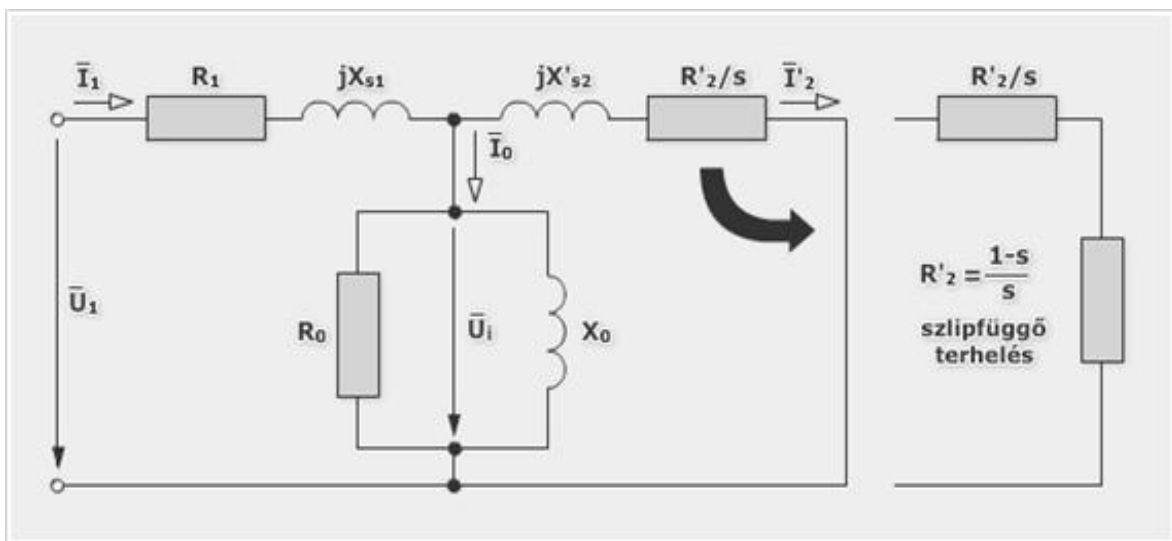 Ī₁
R₁
jXs1
jX's2
R'₂/s
Ī'₂
R'₂/s
Ī₀
Ū₁
R₀
Ūi
X₀
R'₂ = 1-s
s
szlipfüggő
terhelés